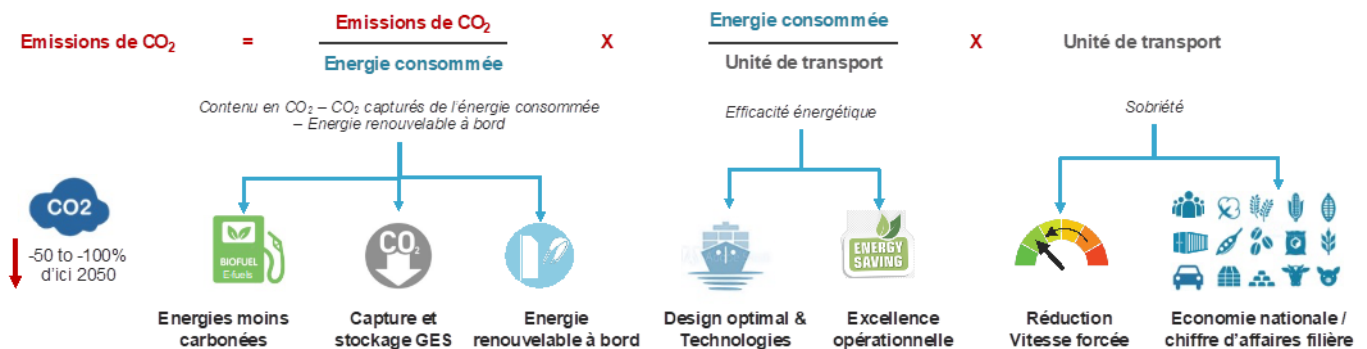 Emissions de CO₂ = Emissions de CO₂ X Energie consommée X Unité de transport
Energie consommée Unité de transport
Contenu en CO₂ – CO₂ capturés de l'énergie consommée
– Energie renouvelable à bord
Efficacité énergétique
Sobriété
CO2
-50 to -100%
d'ici 2050
BIOFUEL
E-fuels
CO₂
ENERGY
SAVING
Energies moins
carbonées
Capture et
stockage GES
Energie
renouvelable à bord
Design optimal &
Technologies
Excellence
opérationnelle
Réduction
Vitesse forcée
Economie nationale /
chiffre d'affaires filière